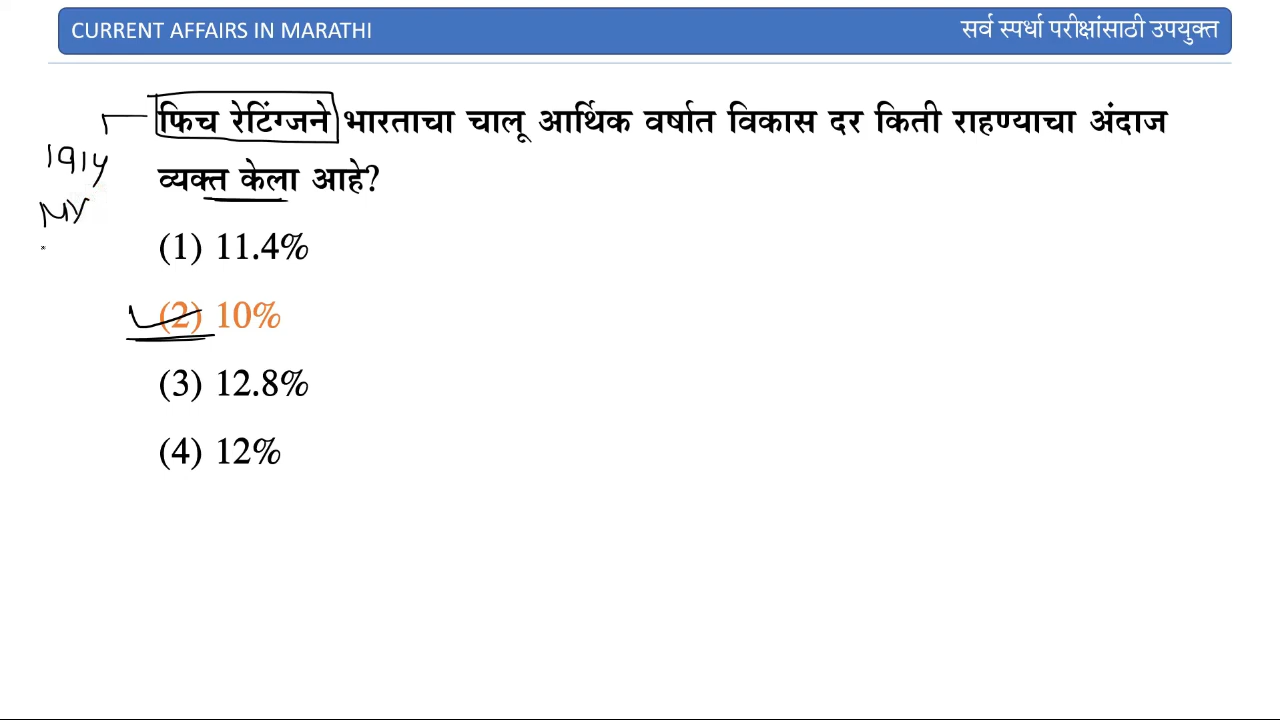 CURRENT AFFAIRS IN MARATHI
सर्व स्पर्धा परीक्षांसाठी उपयुक्त
फिच रेटिंग्जने भारताचा चालू आर्थिक वर्षात विकास दर किती राहण्याचा अंदाज
1914
NY
व्यक्त केला आहे?
(1) 11.4%
(2) 10%
(3) 12.8%
(4) 12%